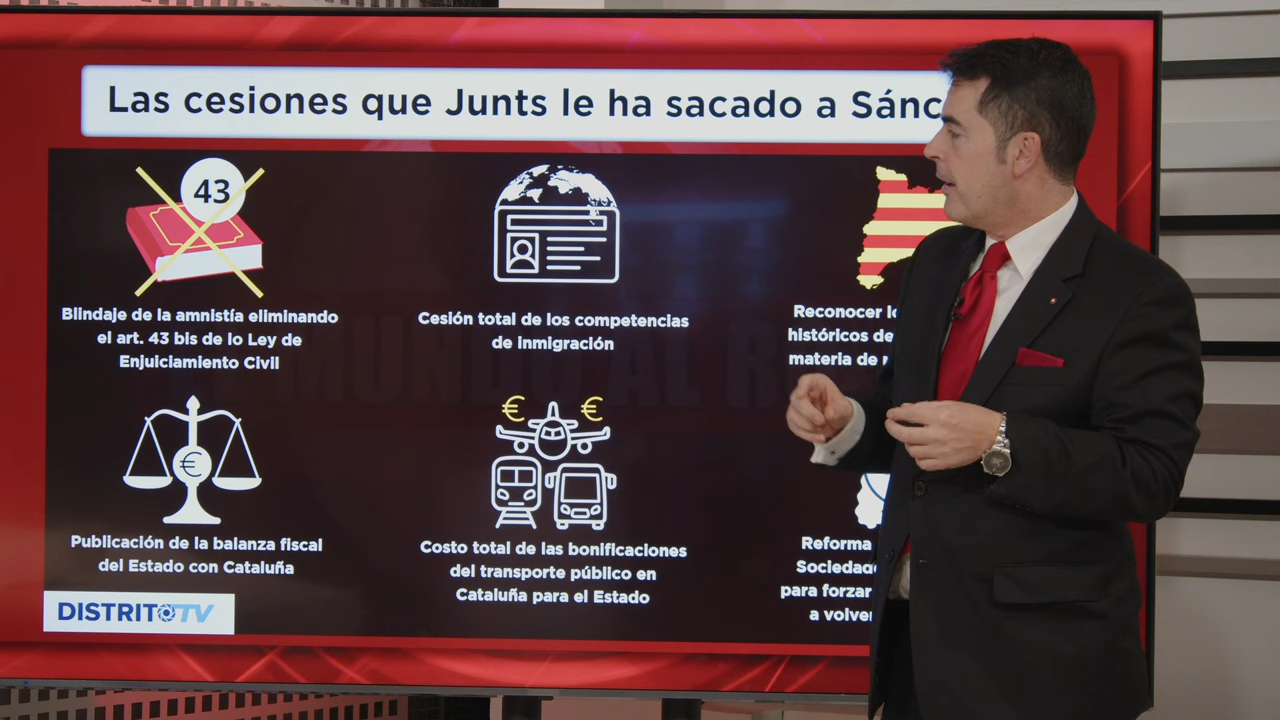 Las cesiones que Junts le ha sacado a
43
Blindaje de la amnistía eliminando
el art. 43 bis de lo Ley de
Enjuiciamiento Civil
Cesión total de los competencias
de inmigración
Reconocer
históricos de
materia de
€
Publicación de la balanza fiscal
del Estado con Cataluña
€ €
Costo total de las bonificaciones
del transporte público en
Cataluña para el Estado
Reforma
para forzar
a
DISTRITOTV